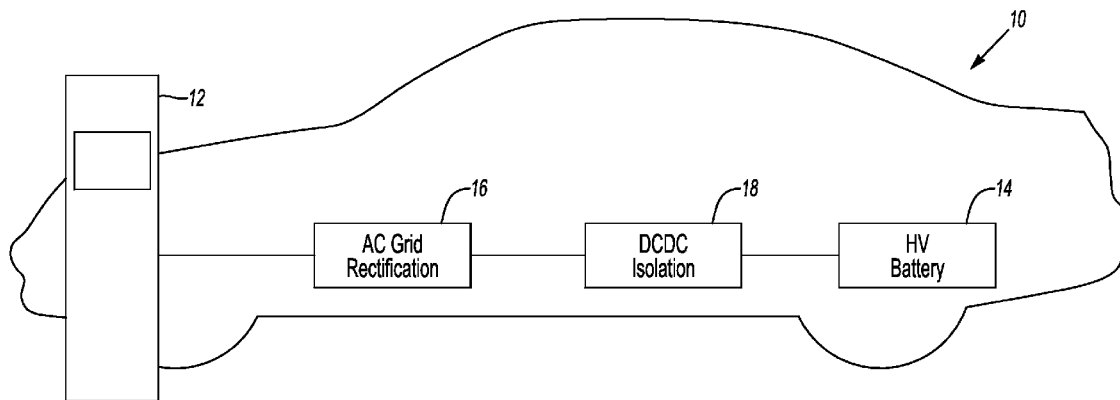 10
12
16
AC Grid
Rectification
18
DCDC
Isolation
14
HV
Battery